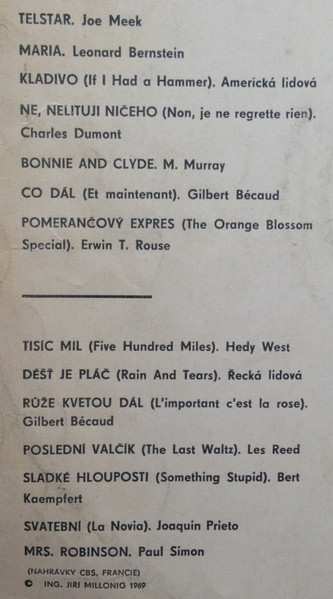 TELSTAR. Joe Meek
MARIA. Leonard Bernstein
KLADIVO (If I Had a Hammer). Americká lidová
NE, NELITUJI NIČEHO (Non, je ne regrette rien).
Charles Dumont
BONNIE AND CLYDE. M. Murray
CO DÁL (Et maintenant). Gilbert Bécaud
POMERANČOVÝ EXPRES (The Orange Blossom
Special). Erwin T. Rouse
TISÍC MIL (Five Hundred Miles). Hedy West
DÉŠŤ JE PLÁČ (Rain And Tears). Řecká lidová
RŮŽE KVETOU DÁL (L'important c'est la rose).
Gilbert Bécaud
POSLEDNÍ VALČÍK (The Last Waltz). Les Reed
SLADKÉ HLOUPOSTI (Something Stupid). Bert
Kaempfert
SVATEBNÍ (La Novia). Joaquin Prieto
MRS. ROBINSON. Paul Simon
(NAHRÁVKY CBS, FRANCIE)
© ING. JIŘÍ MILLONIG 1969